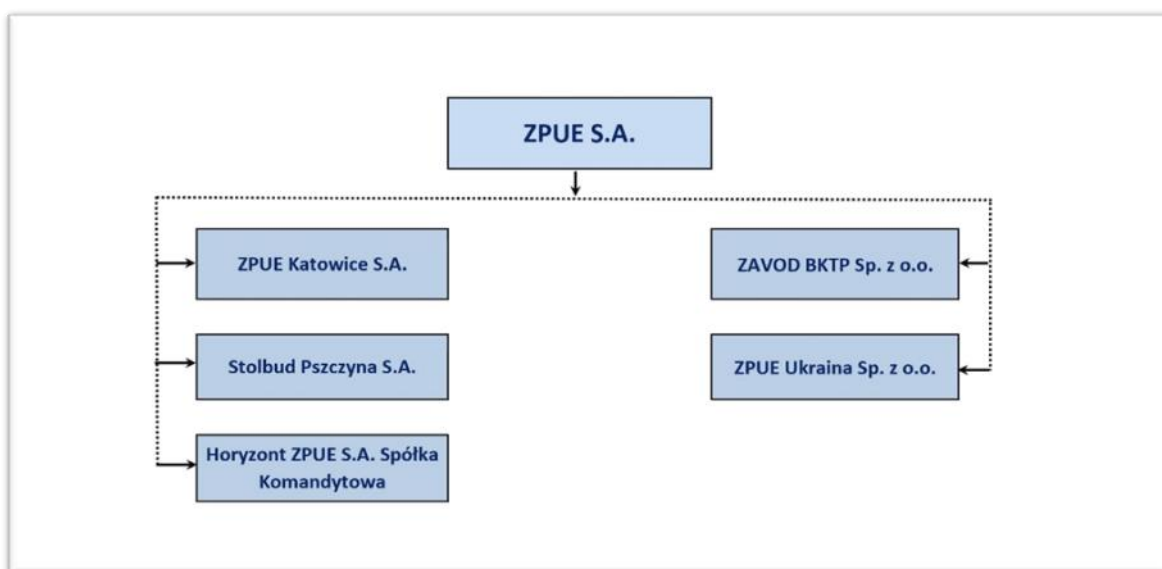 ZPUE S.A.
ZPUE Katowice S.A.
ZAVOD BKTP Sp. z o.o.
Stolbud Pszczyna S.A.
ZPUE Ukraina Sp. z o.o.
Horyzont ZPUE S.A. Spółka
Komandytowa